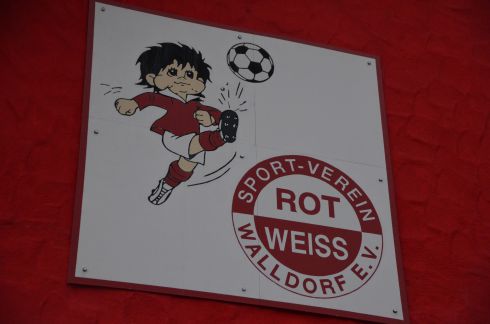 SPORT-VEREIN
ROT
WEISS
WALLDORF E.V.